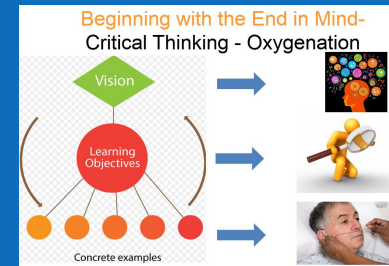 Beginning with the End in Mind-
Critical Thinking - Oxygenation
Vision
Learning
Objectives
Concrete examples